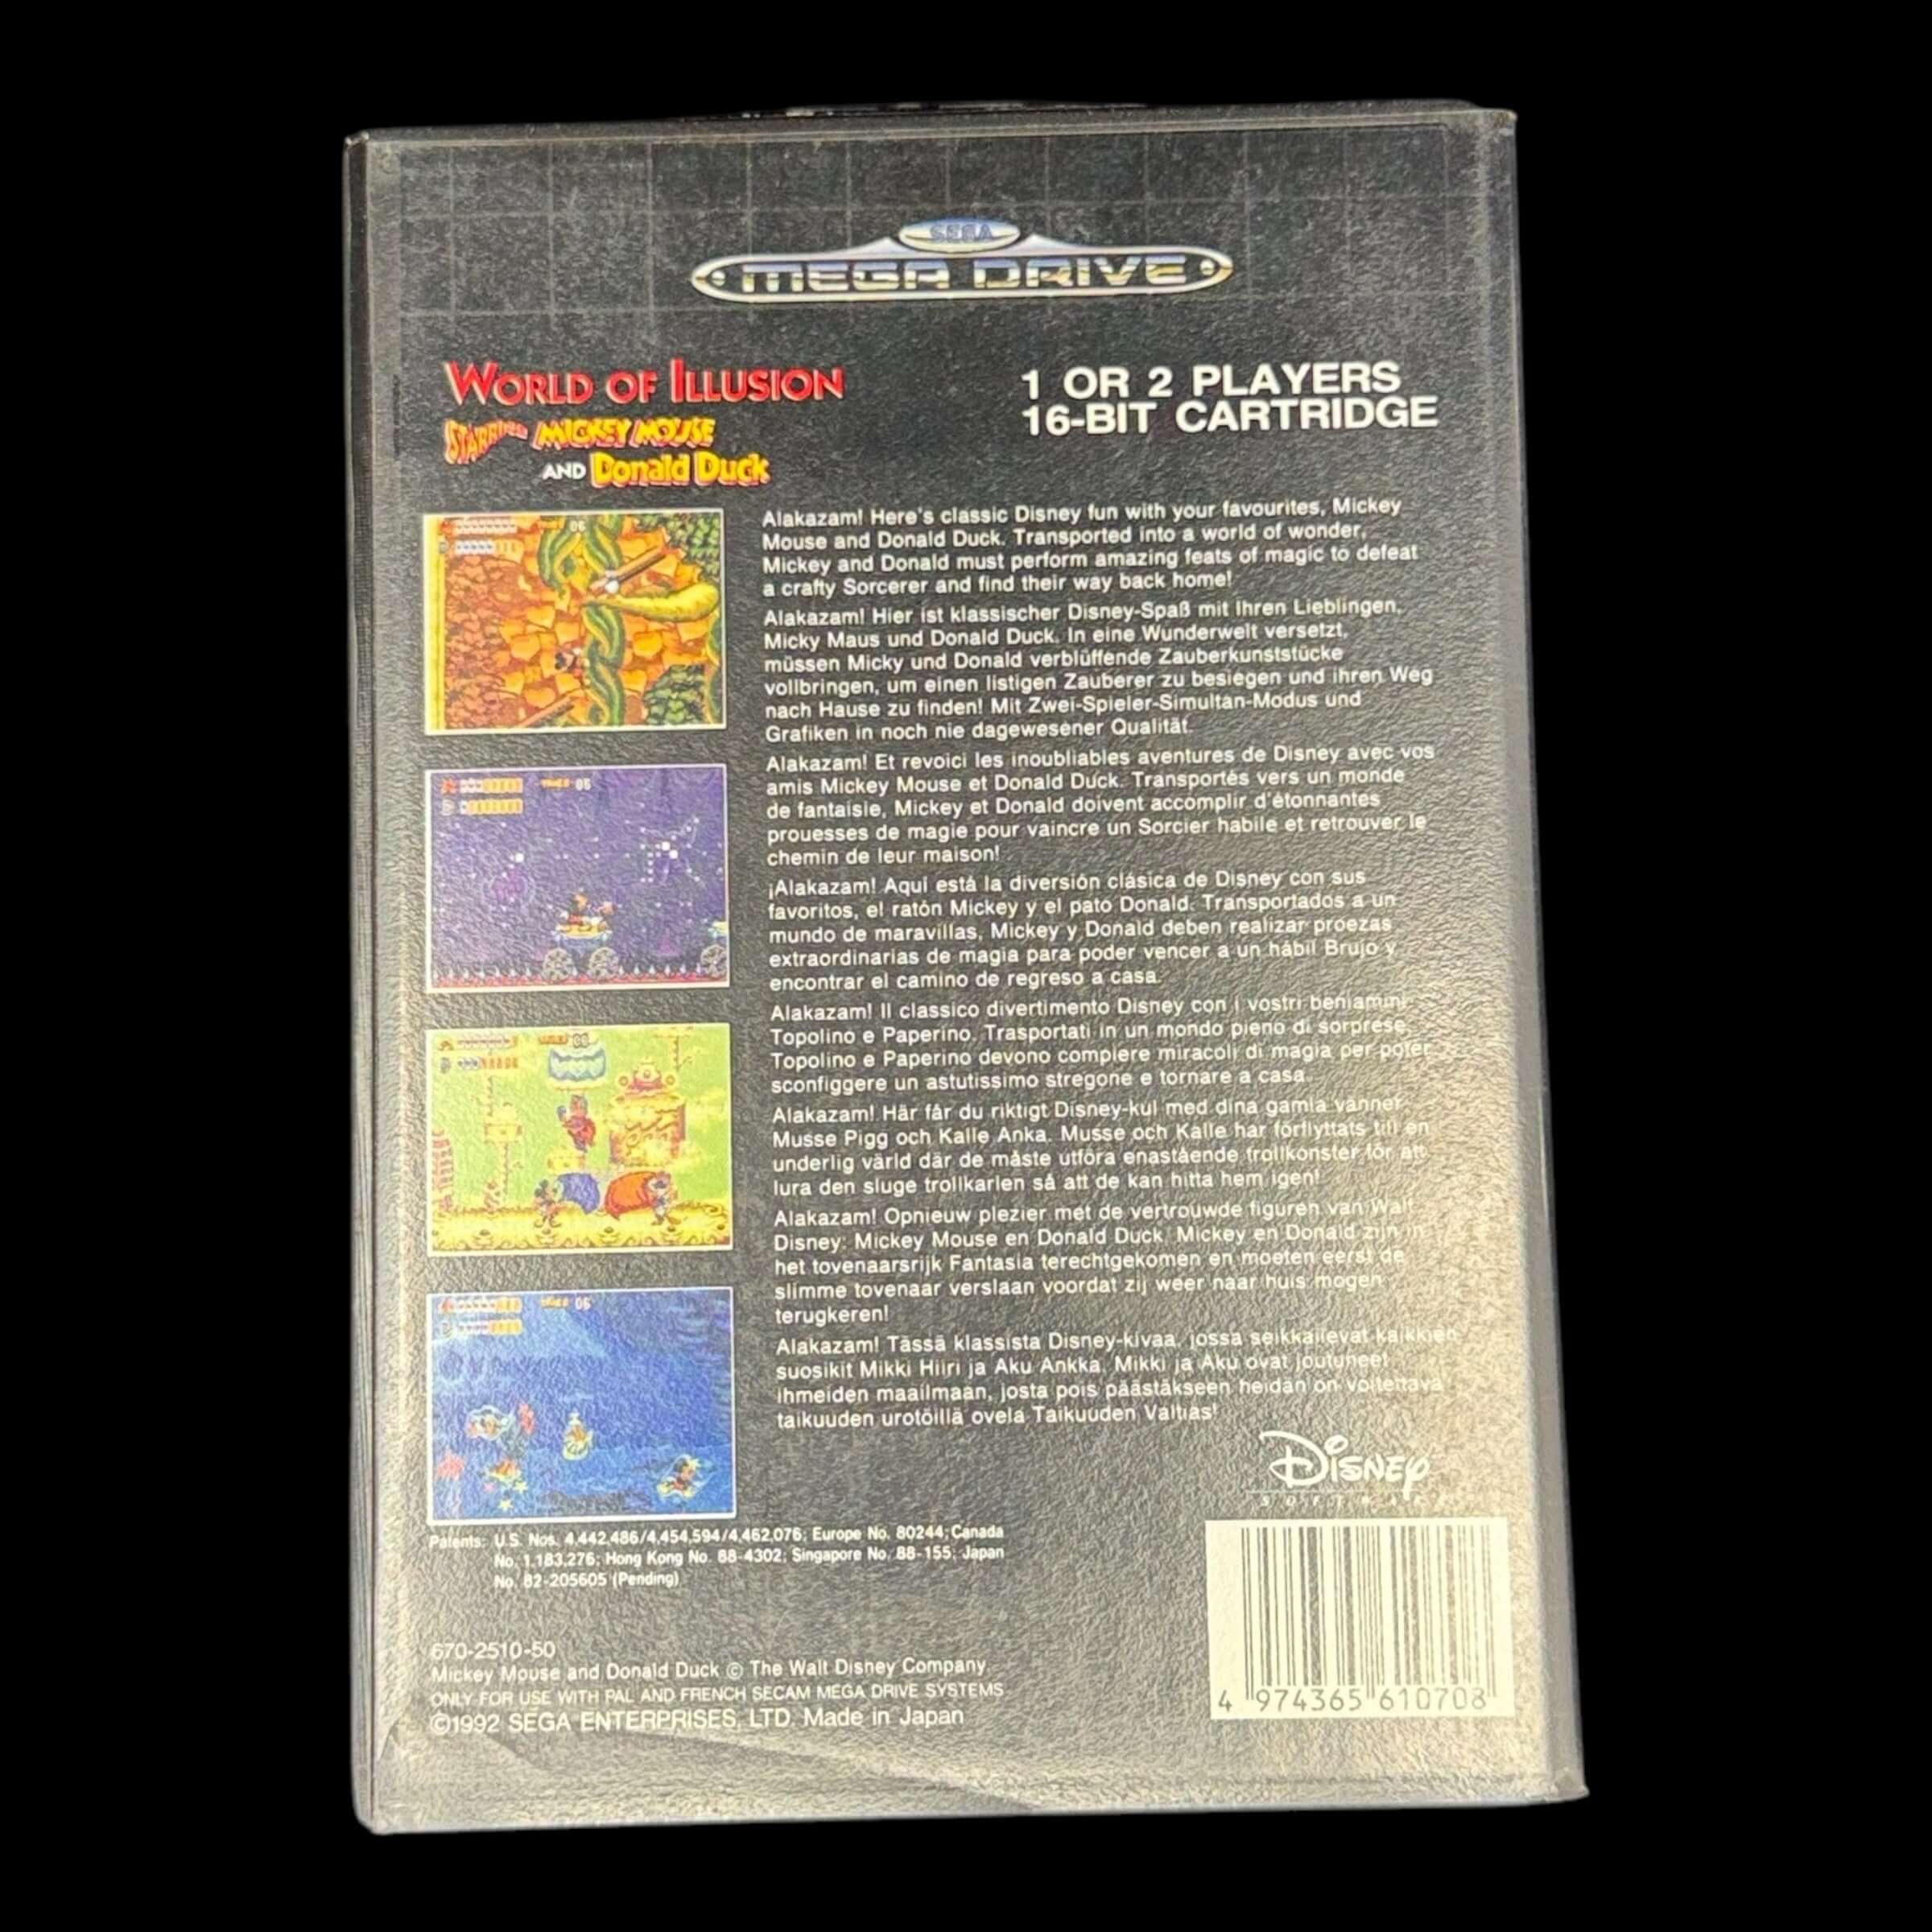 SEGA
MEGA DRIVE
WORLD OF ILLUSION
STARRING MICKEY MOUSE
AND Donald Duck
1 OR 2 PLAYERS
16-BIT CARTRIDGE
Alakazam! Here's classic Disney fun with your favourites, Mickey
Mouse and Donald Duck. Transported into a world of wonder,
Mickey and Donald must perform amazing feats of magic to defeat
a crafty Sorcerer and find their way back home!
Alakazam! Hier ist klassischer Disney-Spaß mit Ihren Lieblingen,
Micky Maus und Donald Duck. In eine Wunderwelt versetzt,
müssen Micky und Donald verblüffende Zauberkunststücke
vollbringen, um einen listigen Zauberer zu besiegen und ihren Weg
nach Hause zu finden! Mit Zwei-Spieler-Simultan-Modus und
Grafiken in noch nie dagewesener Qualität.
Alakazam! Et revoici les inoubliables aventures de Disney avec vos
amis Mickey Mouse et Donald Duck. Transportés vers un monde
de fantaisie, Mickey et Donald doivent accomplir d'étonnantes
prouesses de magie pour vaincre un Sorcier habile et retrouver le
chemin de leur maison!
¡Alakazam! Aquí está la diversión clásica de Disney con sus
favoritos, el ratón Mickey y el pato Donald. Transportados a un
mundo de maravillas, Mickey y Donald deben realizar proezas
extraordinarias de magia para poder vencer a un hábil Brujo y
encontrar el camino de regreso a casa.
Alakazam! Il classico divertimento Disney con i vostri beniamini
Topolino e Paperino. Trasportati in un mondo pieno di sorprese,
Topolino e Paperino devono compiere miracoli di magia per poter
sconfiggere un astutissimo stregone e tornare a casa.
Alakazam! Här får du riktigt Disney-kul med dina gamla vänner
Musse Pigg och Kalle Anka. Musse och Kalle har förflyttats till en
underlig värld där de måste utföra enastående trollkonster för att
lura den sluge trollkarlen så att de kan hitta hem igen!
Alakazam! Opnieuw plezier met de vertrouwde figuren van Walt
Disney: Mickey Mouse en Donald Duck. Mickey en Donald zijn in
het tovenaarsrijk Fantasia terechtgekomen en moeten eerst de
slimme tovenaar verslaan voordat zij weer naar huis mogen
terugkeren!
Alakazam! Tässä klassista Disney-kivaa, jossa seikkailevat kaikkien
suosikit Mikki Hiiri ja Aku Ankka. Mikki ja Aku ovat joutuneet
ihmeiden maailmaan, josta pois päästäkseen heidän on voitettava
taikuuden urotöillä ovela Taikuuden Valtias!
Disney
SOFTWARE
Patents: U.S. Nos. 4,442,486/4,454,594/4,462,076; Europe No. 80244; Canada
No. 1,183,276; Hong Kong No. 88-4302; Singapore No. 88-155; Japan
No. 82-205605 (Pending)
670-2510-50
Mickey Mouse and Donald Duck © The Walt Disney Company
ONLY FOR USE WITH PAL AND FRENCH SECAM MEGA DRIVE SYSTEMS
©1992 SEGA ENTERPRISES, LTD. Made in Japan
4 974365 610708